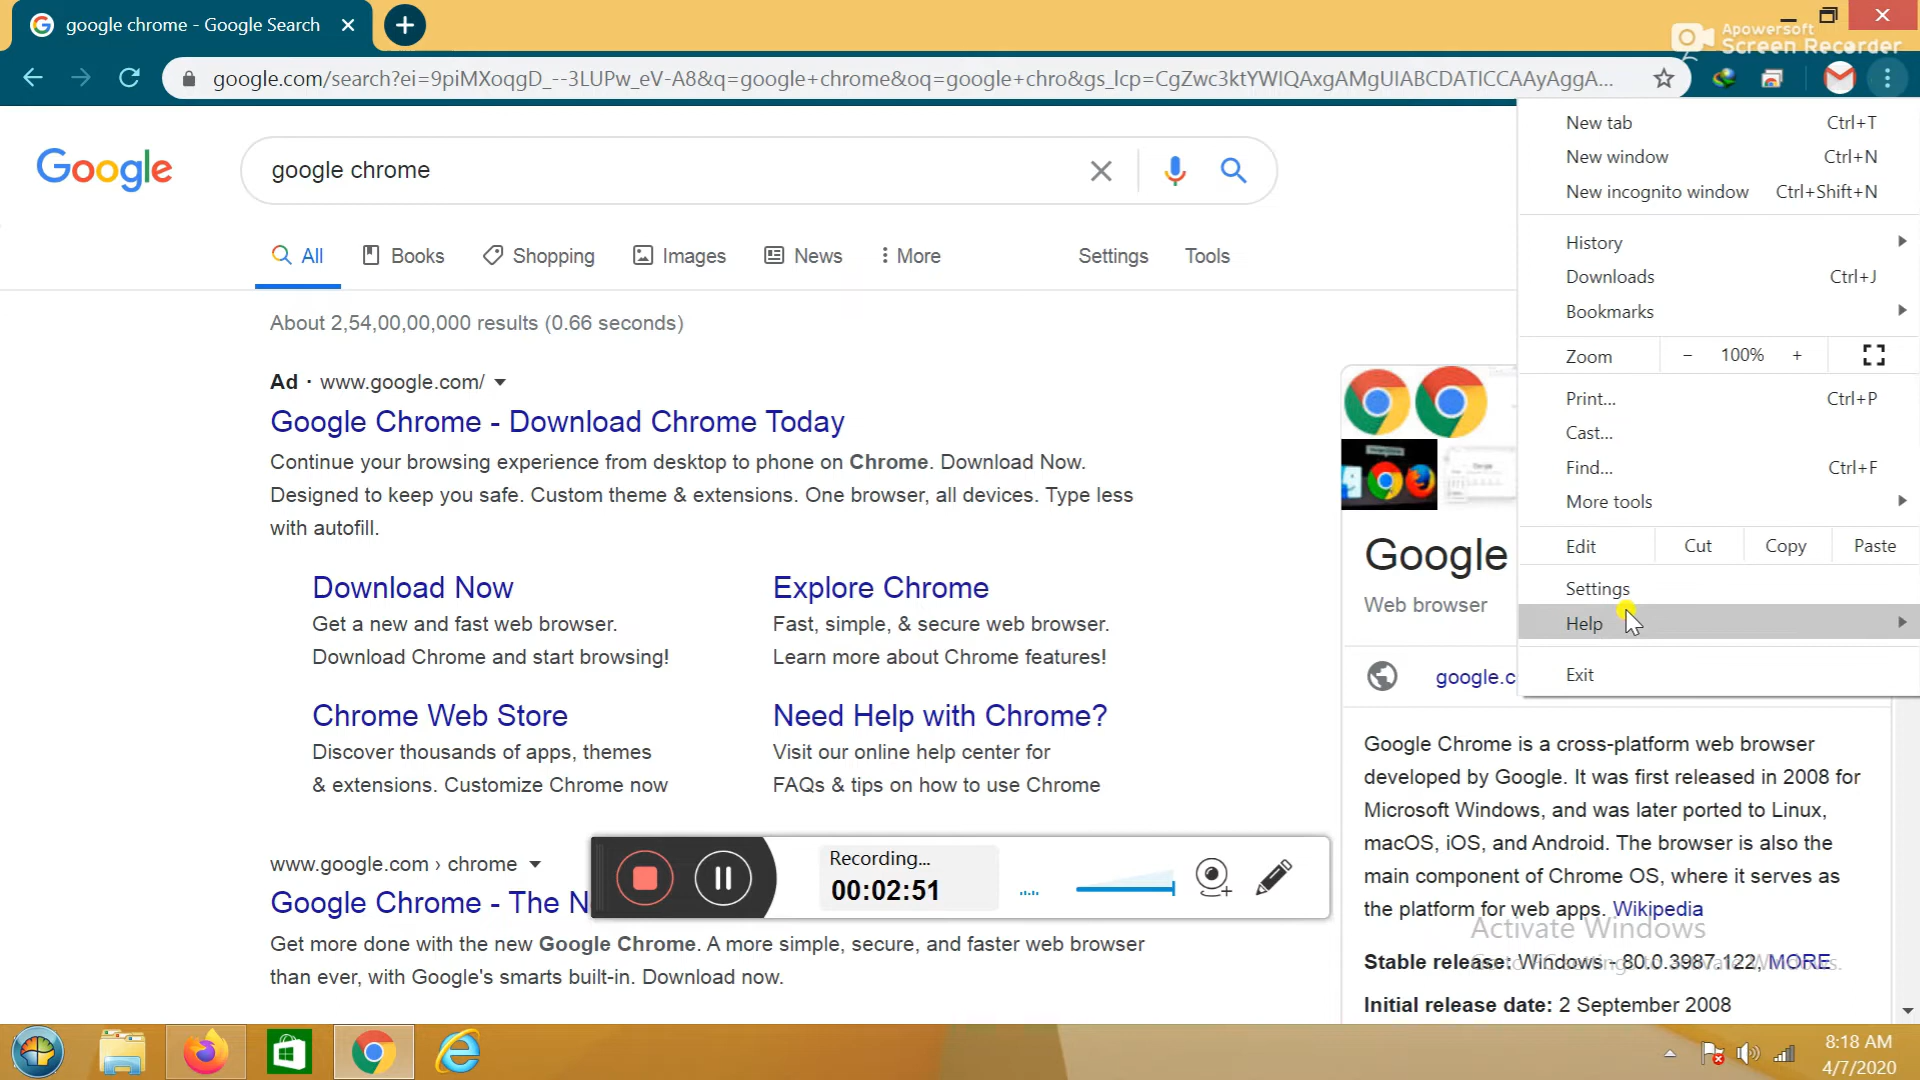 google chrome - Google Search
Apowersoft
Screen Recorder
google.com/search?ei=9piMXoqgD_--3LUPw_eV-A8&q=google+chrome&oq=google+chro&gs_lcp=CgZwc3ktYWIQAxgAMgUIABCDATICCAAyAggA...
New tab Ctrl+T
New window Ctrl+N
New incognito window Ctrl+Shift+N
History
Downloads Ctrl+J
Bookmarks
Zoom − 100% +
Print... Ctrl+P
Cast...
Find... Ctrl+F
More tools
Edit Cut Copy Paste
Settings
Help
Exit
Google
google chrome
All Books Shopping Images News More Settings Tools
About 2,54,00,00,000 results (0.66 seconds)
Ad · www.google.com/
Google Chrome - Download Chrome Today
Continue your browsing experience from desktop to phone on Chrome. Download Now.
Designed to keep you safe. Custom theme & extensions. One browser, all devices. Type less
with autofill.
Download Now
Get a new and fast web browser.
Download Chrome and start browsing!
Explore Chrome
Fast, simple, & secure web browser.
Learn more about Chrome features!
Chrome Web Store
Discover thousands of apps, themes
& extensions. Customize Chrome now
Need Help with Chrome?
Visit our online help center for
FAQs & tips on how to use Chrome
www.google.com › chrome
Google Chrome - The N
Get more done with the new Google Chrome. A more simple, secure, and faster web browser
than ever, with Google's smarts built-in. Download now.
Recording...
00:02:51
Google
Web browser
google.c
Google Chrome is a cross-platform web browser
developed by Google. It was first released in 2008 for
Microsoft Windows, and was later ported to Linux,
macOS, iOS, and Android. The browser is also the
main component of Chrome OS, where it serves as
the platform for web apps. Wikipedia
Activate Windows
Go to PC settings to activate Windows.
Stable release: Windows - 80.0.3987.122, MORE
Initial release date: 2 September 2008
8:18 AM
4/7/2020